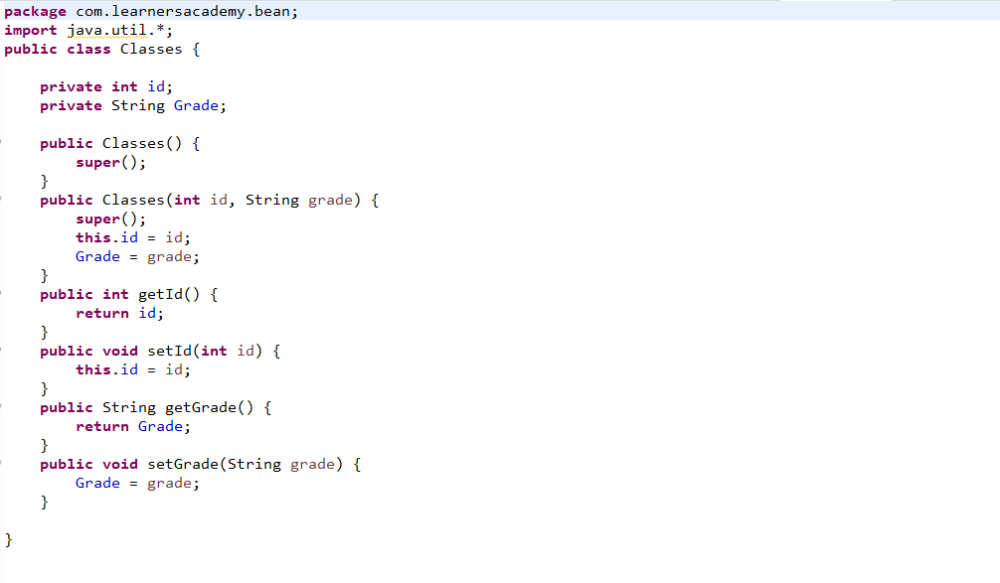 package com.learnersacademy.bean;
import java.util.*;
public class Classes {
    private int id;
    private String Grade;
    public Classes() {
        super();
    }
    public Classes(int id, String grade) {
        super();
        this.id = id;
        Grade = grade;
    }
    public int getId() {
        return id;
    }
    public void setId(int id) {
        this.id = id;
    }
    public String getGrade() {
        return Grade;
    }
    public void setGrade(String grade) {
        Grade = grade;
    }
}